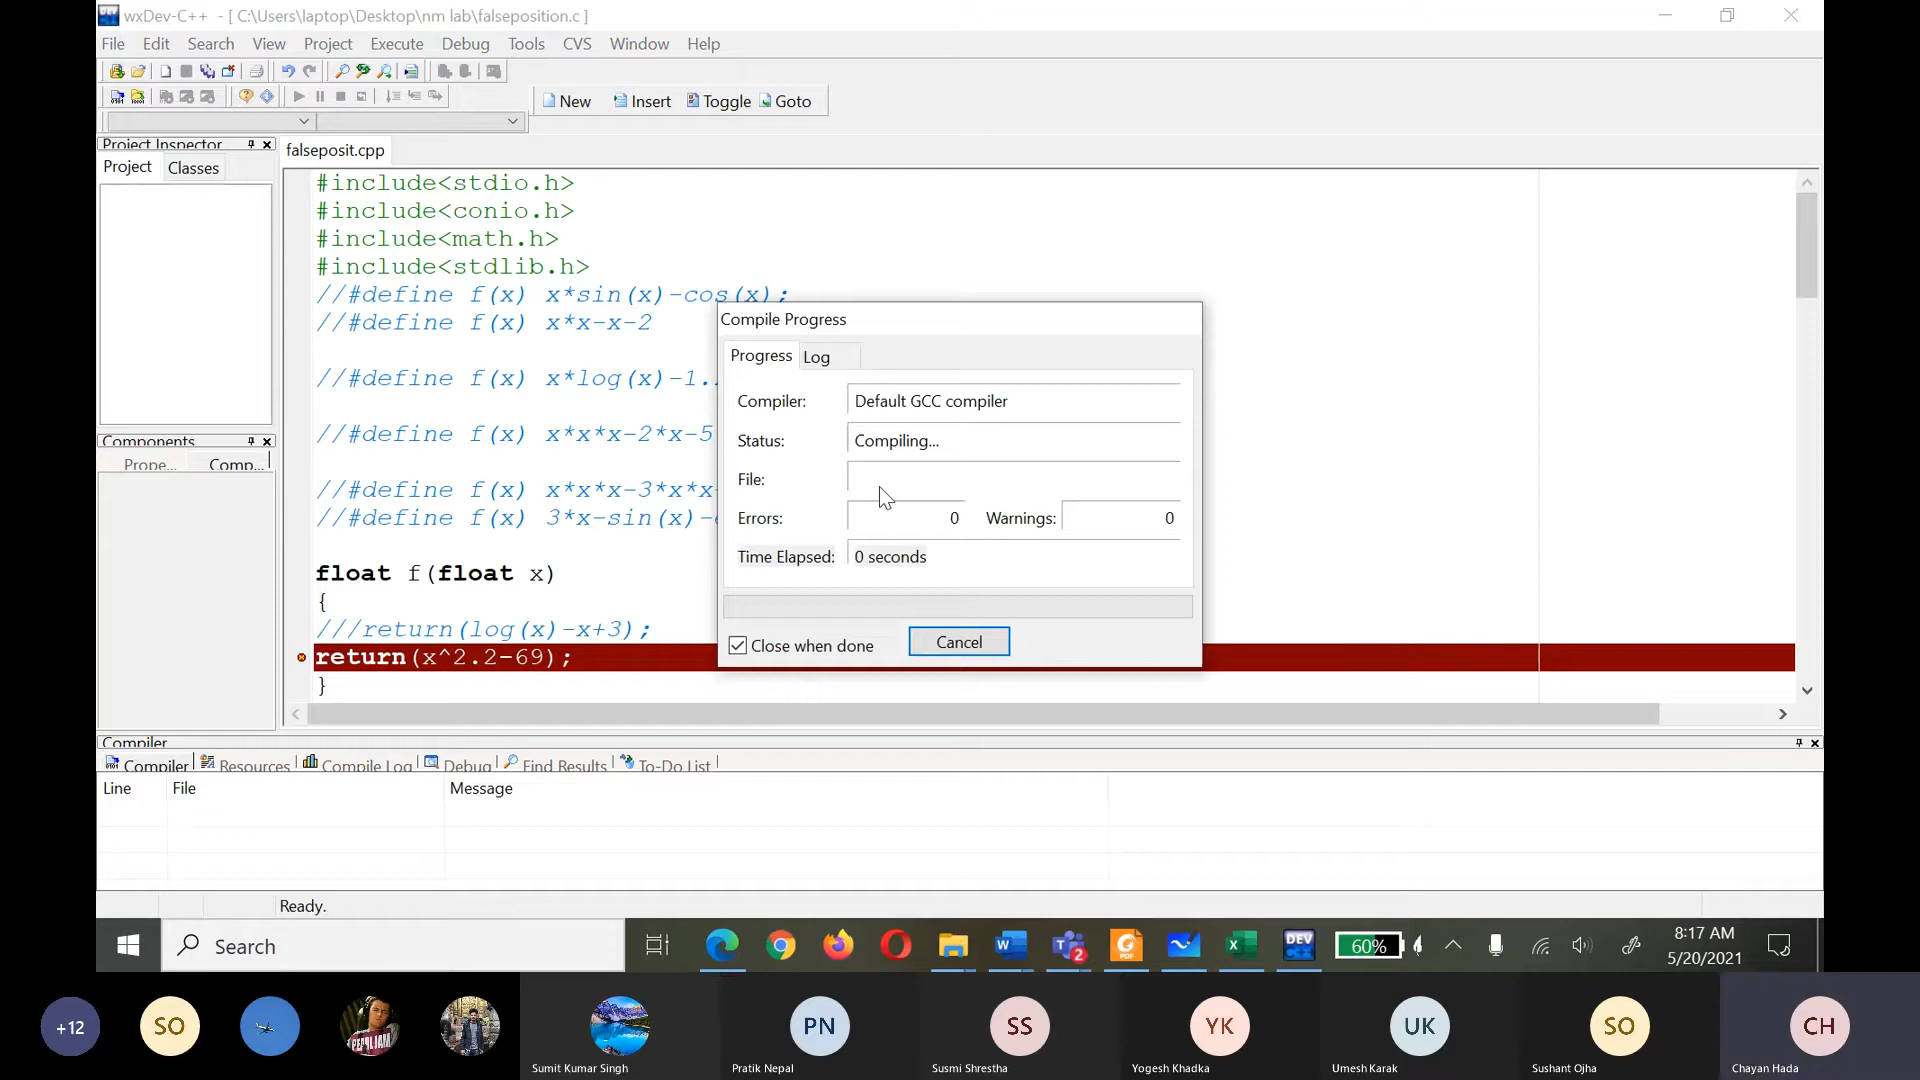 wxDev-C++ - [ C:\Users\laptop\Desktop\nm lab\falseposition.c ]
File Edit Search View Project Execute Debug Tools CVS Window Help
New Insert Toggle Goto
Project Inspector
Project Classes
falseposit.cpp
#include<stdio.h>
#include<conio.h>
#include<math.h>
#include<stdlib.h>
//#define f(x) x*sin(x)-cos(x);
//#define f(x) x*x-x-2
//#define f(x) x*log(x)-1.
//#define f(x) x*x*x-2*x-5
//#define f(x) x*x*x-3*x*x
//#define f(x) 3*x-sin(x)-
float f(float x)
{
///return(log(x)-x+3);
return(x^2.2-69);
}
Components
Prope... Comp...
Compile Progress
Progress Log
Compiler: Default GCC compiler
Status: Compiling...
File:
Errors: 0 Warnings: 0
Time Elapsed: 0 seconds
Close when done Cancel
Compiler
Compiler Resources Compile Log Debug Find Results To-Do List
Line File Message
Ready.
Search
DEV
60%
8:17 AM
5/20/2021
+12 SO PEARL JAM PN SS YK UK SO CH
Sumit Kumar Singh Pratik Nepal Susmi Shrestha Yogesh Khadka Umesh Karak Sushant Ojha Chayan Hada